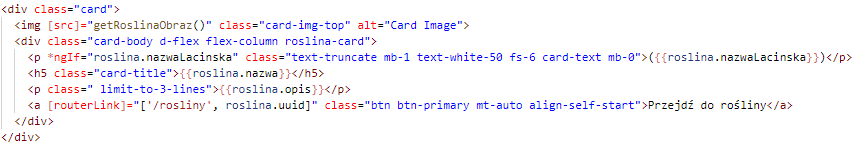 <div class="card">
<img [src]="getRoslinaObraz()" class="card-img-top" alt="Card Image">
<div class="card-body d-flex flex-column roslina-card">
<p *ngIf="roslina.nazwaLacinska" class="text-truncate mb-1 text-white-50 fs-6 card-text mb-0">({{roslina.nazwaLacinska}})</p>
<h5 class="card-title">{{roslina.nazwa}}</h5>
<p class=" limit-to-3-lines">{{roslina.opis}}</p>
<a [routerLink]="['/rosliny', roslina.uuid]" class="btn btn-primary mt-auto align-self-start">Przejdź do rośliny</a>
</div>
</div>